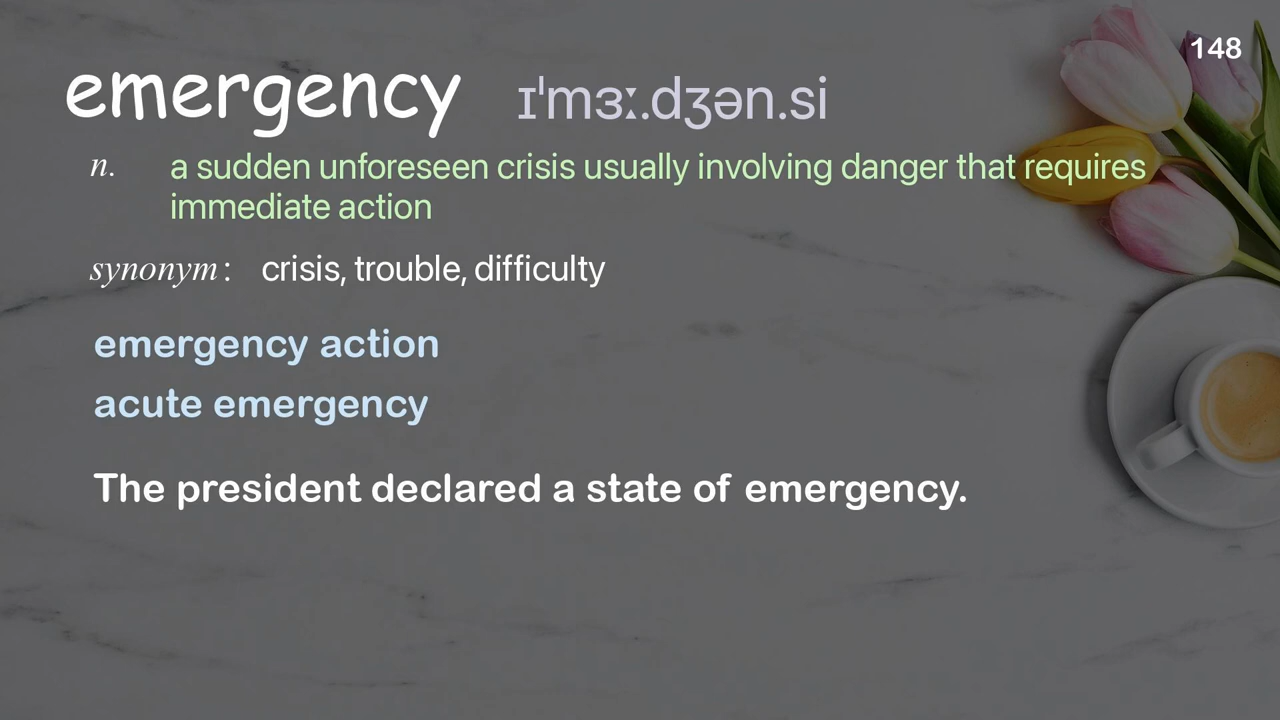 148
emergency ɪˈmɜː.dʒən.si
n. a sudden unforeseen crisis usually involving danger that requires
immediate action
synonym: crisis, trouble, difficulty
emergency action
acute emergency
The president declared a state of emergency.